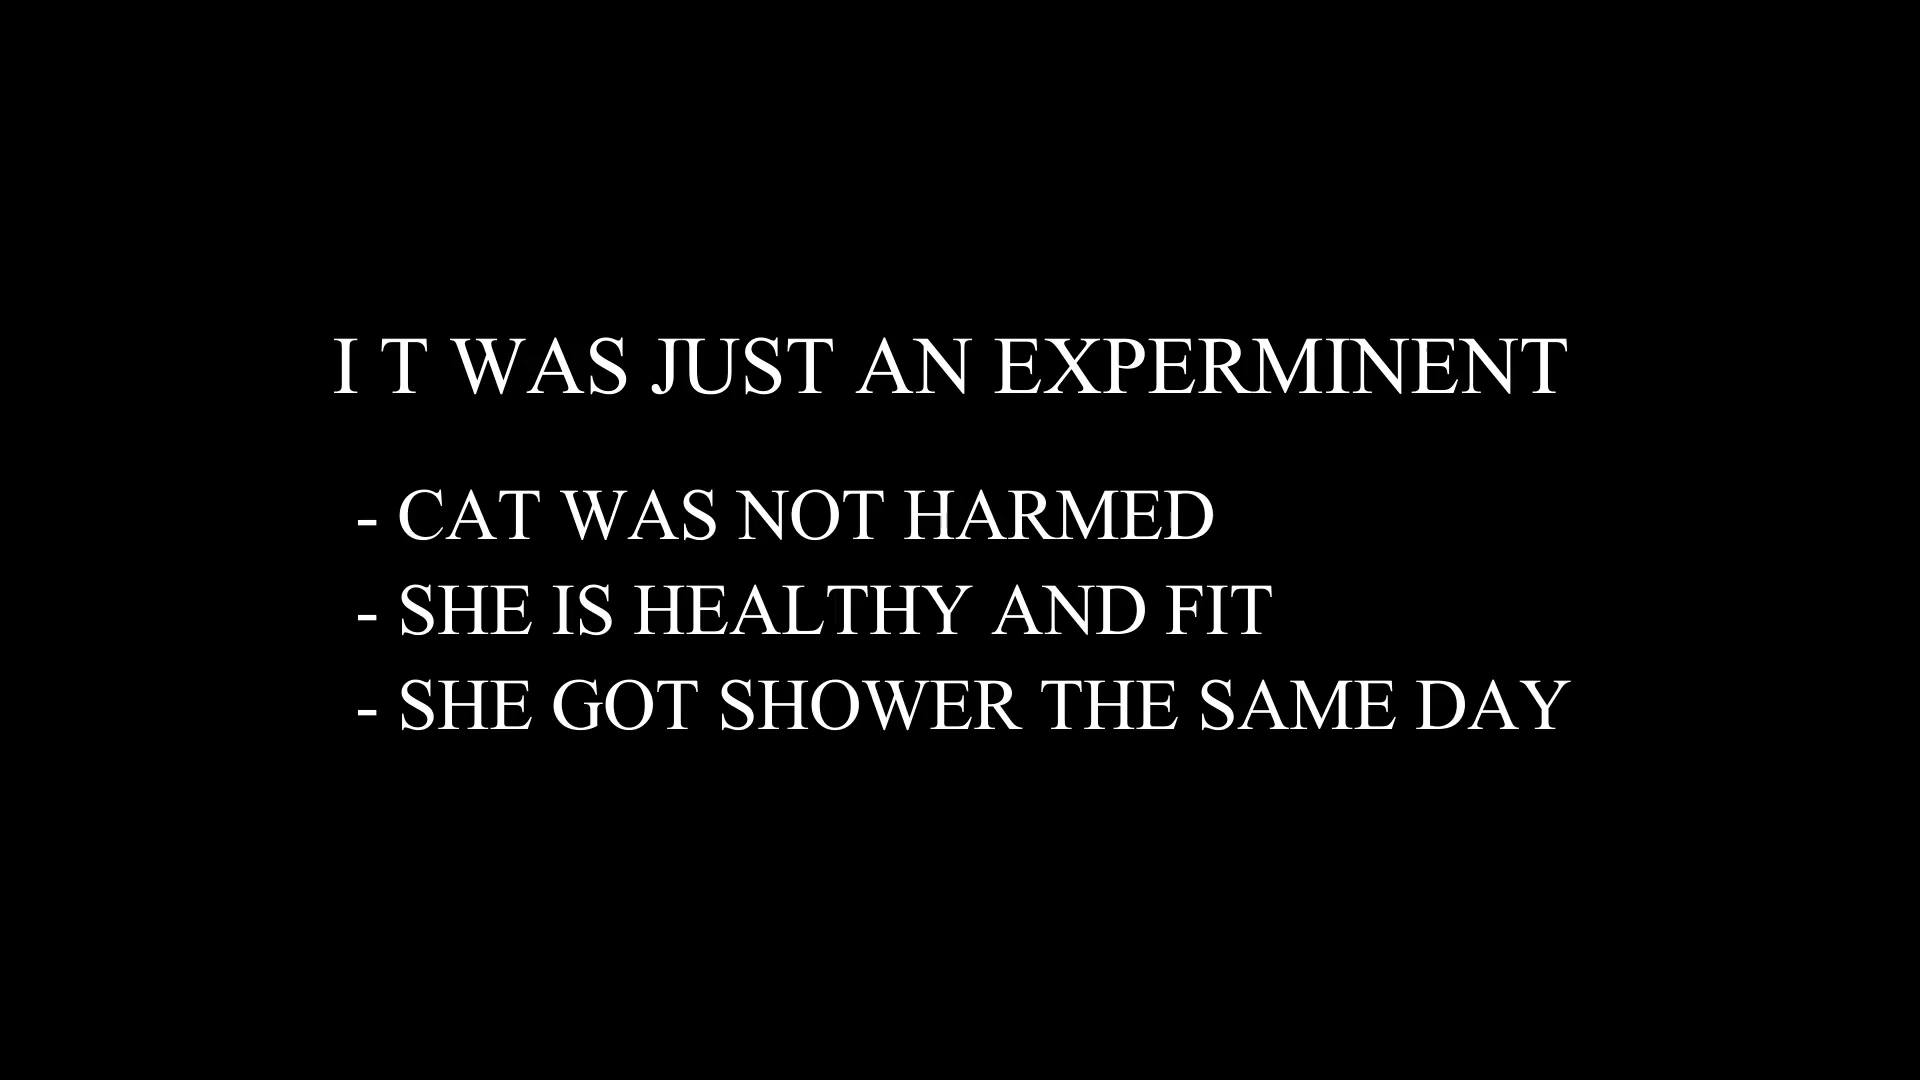 I T WAS JUST AN EXPERMINENT
- CAT WAS NOT HARMED
- SHE IS HEALTHY AND FIT
- SHE GOT SHOWER THE SAME DAY